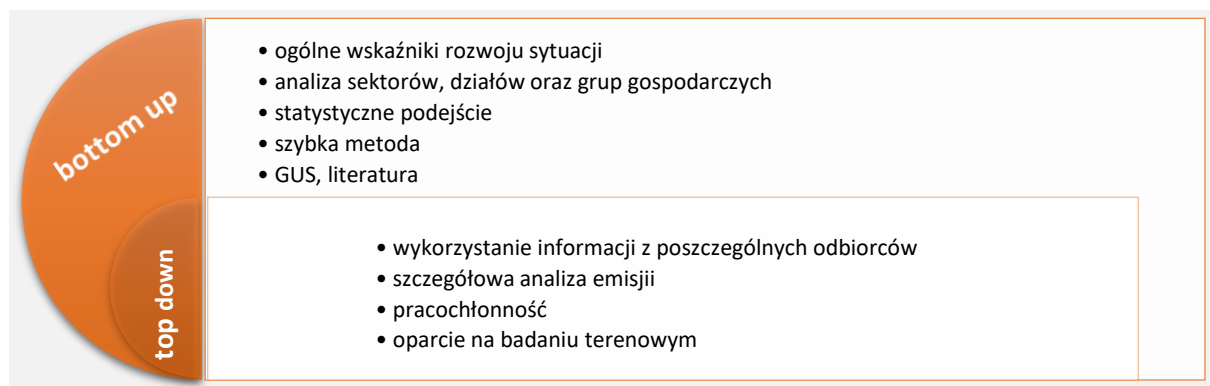 bottom up
• ogólne wskaźniki rozwoju sytuacji
• analiza sektorów, działów oraz grup gospodarczych
• statystyczne podejście
• szybka metoda
• GUS, literatura
top down
• wykorzystanie informacji z poszczególnych odbiorców
• szczegółowa analiza emisjii
• pracochłonność
• oparcie na badaniu terenowym